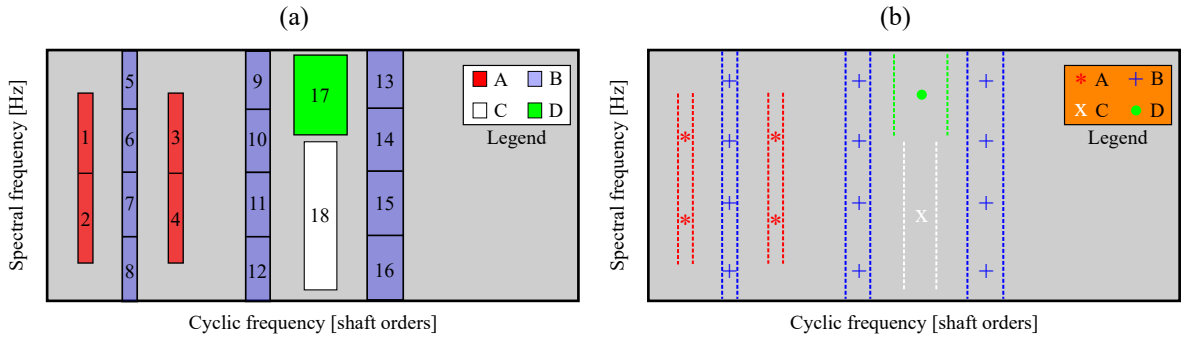 (a)
Spectral frequency [Hz]
5 9 17 13
1 3 6 10 14
2 4 7 11 18 15
8 12 16
A B
C D
Legend
Cyclic frequency [shaft orders]
(b)
Spectral frequency [Hz]
A B
X C D
Legend
X
Cyclic frequency [shaft orders]